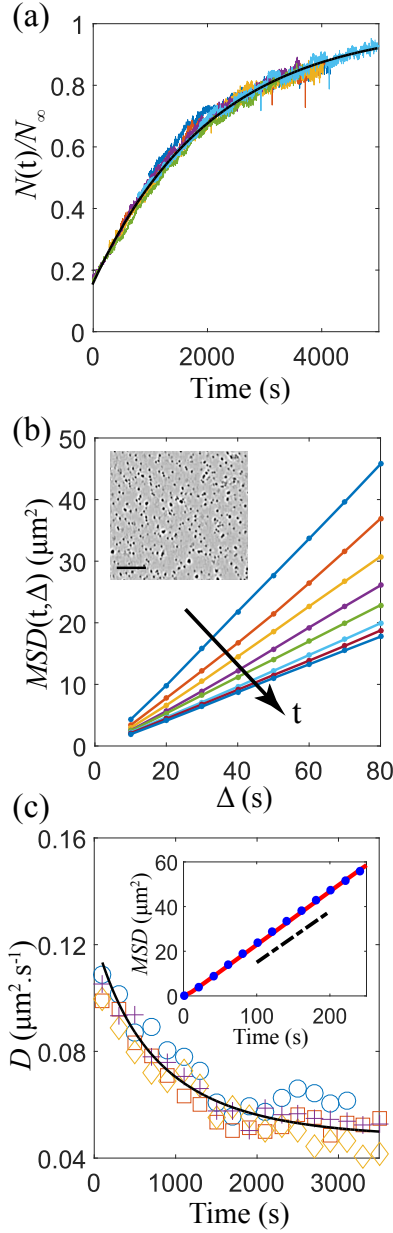 (a)
1
0.8
0.6
0.4
0.2
0
N(t)/N∞
0 2000 4000
Time (s)
(b)
50
40
30
20
10
0
MSD(t,Δ) (μm²)
t
0 20 40 60 80
Δ (s)
(c)
0.16
0.12
0.08
0.04
D (μm².s⁻¹)
60
40
20
0
MSD (μm²)
0 100 200
Time (s)
0 1000 2000 3000
Time (s)